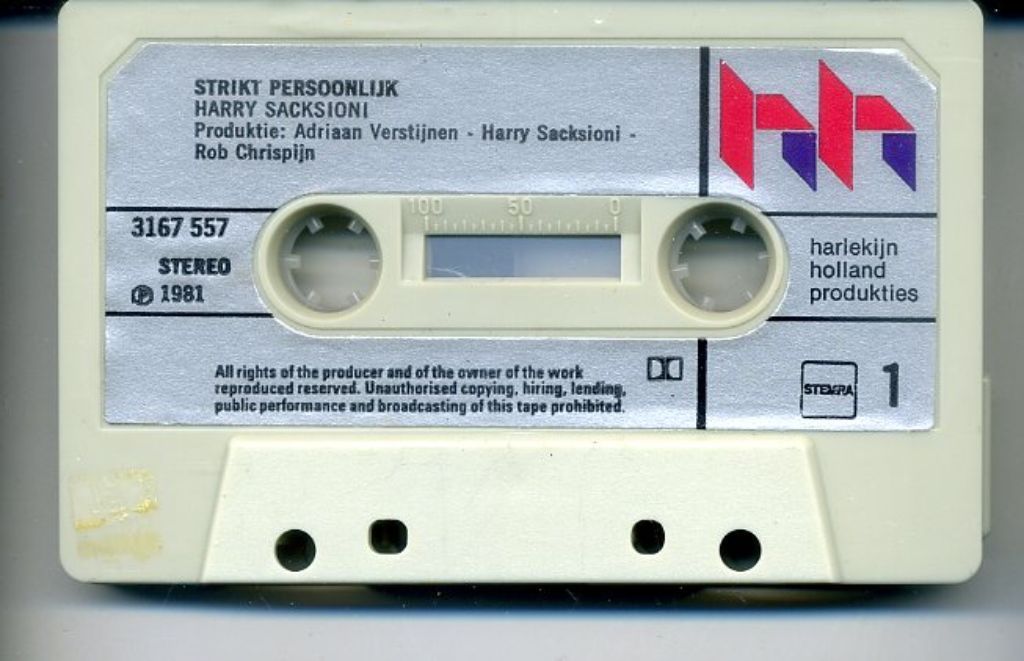 STRIKT PERSOONLIJK
HARRY SACKSIONI
Produktie: Adriaan Verstijnen - Harry Sacksioni -
Rob Chrispijn
hh
100 50 0
3167 557
STEREO
Ⓟ 1981
harlekijn
holland
produkties
All rights of the producer and of the owner of the work
reproduced reserved. Unauthorised copying, hiring, lending,
public performance and broadcasting of this tape prohibited.
STEMRA
1